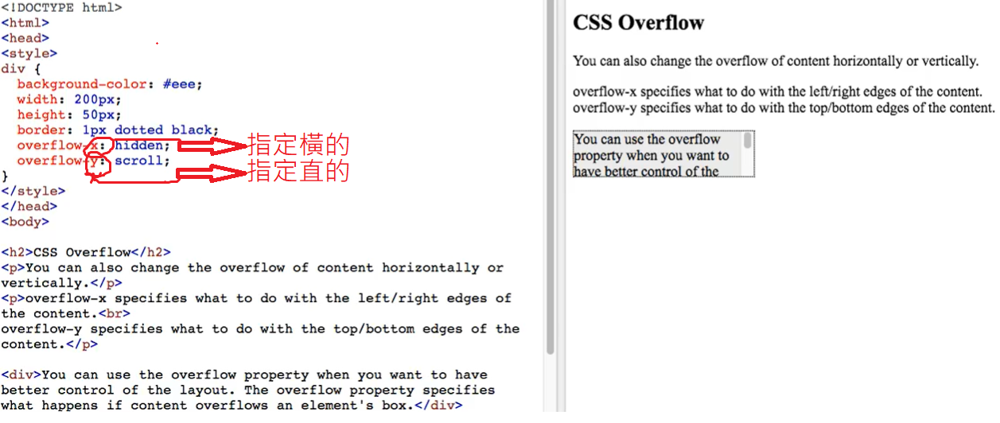 <!DOCTYPE html>
<html>
<head>
<style>
div {
  background-color: #eee;
  width: 200px;
  height: 50px;
  border: 1px dotted black;
  overflow-x: hidden;
指定橫的
  overflow-y: scroll;
指定直的
}
</style>
</head>
<body>
<h2>CSS Overflow</h2>
<p>You can also change the overflow of content horizontally or
vertically.</p>
<p>overflow-x specifies what to do with the left/right edges of
the content.<br>
overflow-y specifies what to do with the top/bottom edges of the
content.</p>
<div>You can use the overflow property when you want to have
better control of the layout. The overflow property specifies
what happens if content overflows an element's box.</div>
CSS Overflow
You can also change the overflow of content horizontally or vertically.
overflow-x specifies what to do with the left/right edges of the content.
overflow-y specifies what to do with the top/bottom edges of the content.
You can use the overflow
property when you want to
have better control of the